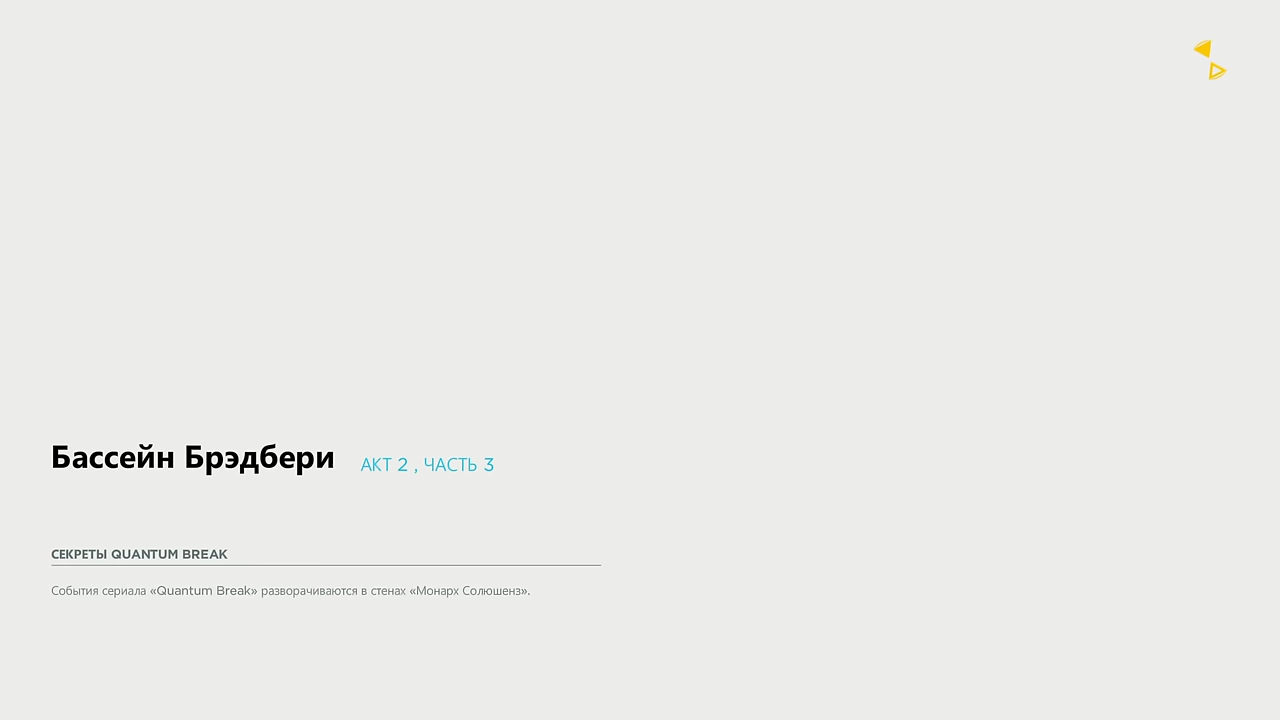 Бассейн Брэдбери АКТ 2 , ЧАСТЬ 3
СЕКРЕТЫ QUANTUM BREAK
События сериала «Quantum Break» разворачиваются в стенах «Монарх Солюшенз».